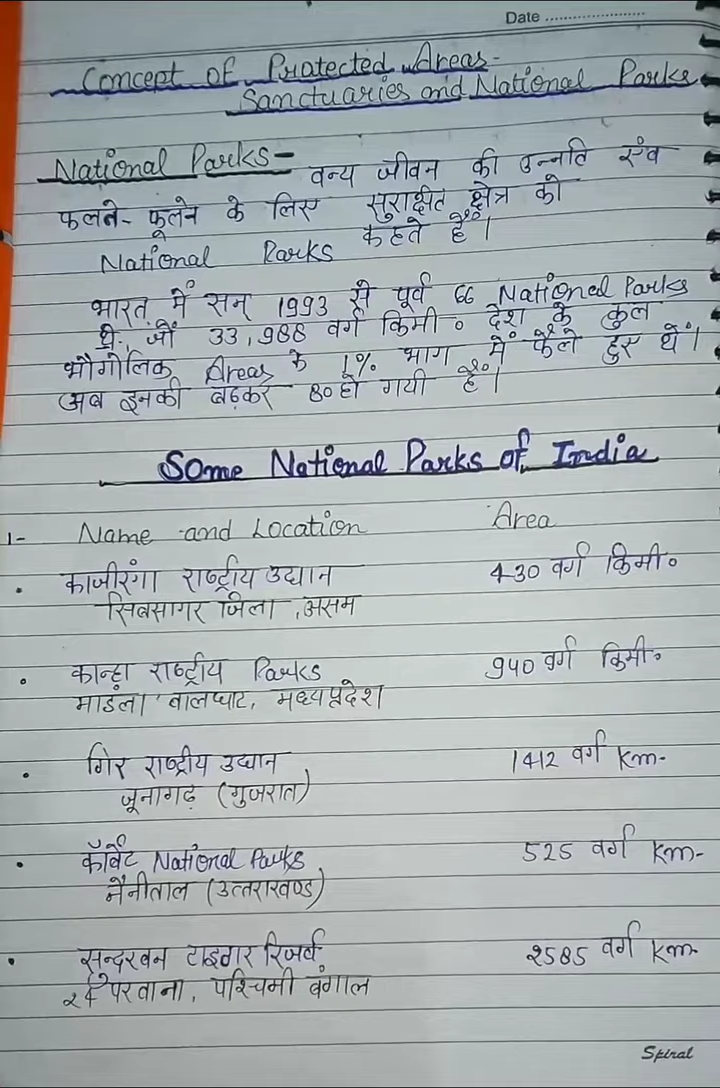 Date
Concept of Protected Areas-
Sanctuaries and National Parks
National Parks- वन्य जीवन की उन्नति एंव
फलने-फूलने के लिए सुरक्षित क्षेत्र को
National Parks कहते हैं।
भारत में सन् 1993 से पूर्व 66 National Parks
थे, जो 33,988 वर्ग किमी० देश के कुल
भौगोलिक Areas के 1% भाग में फैले हुए थे।
अब इनकी बढ़कर 80 हो गयी है।
Some National Parks of India
1- Name and Location Area
• काजीरंगा राष्ट्रीय उद्यान 430 वर्ग किमी०
सिबसागर जिला, असम
• कान्हा राष्ट्रीय Parks 940 वर्ग किमी०
माडंला बालघाट, मध्यप्रदेश
• गिर राष्ट्रीय उद्यान 1412 वर्ग Km-
जूनागढ़ (गुजरात)
• कॉर्बेट National Parks 525 वर्ग Km-
नैनीताल (उत्तराखण्ड)
• सुन्दरवन टाइगर रिजर्व 2585 वर्ग Km-
24 परवाना, पश्चिमी बंगाल
Spiral